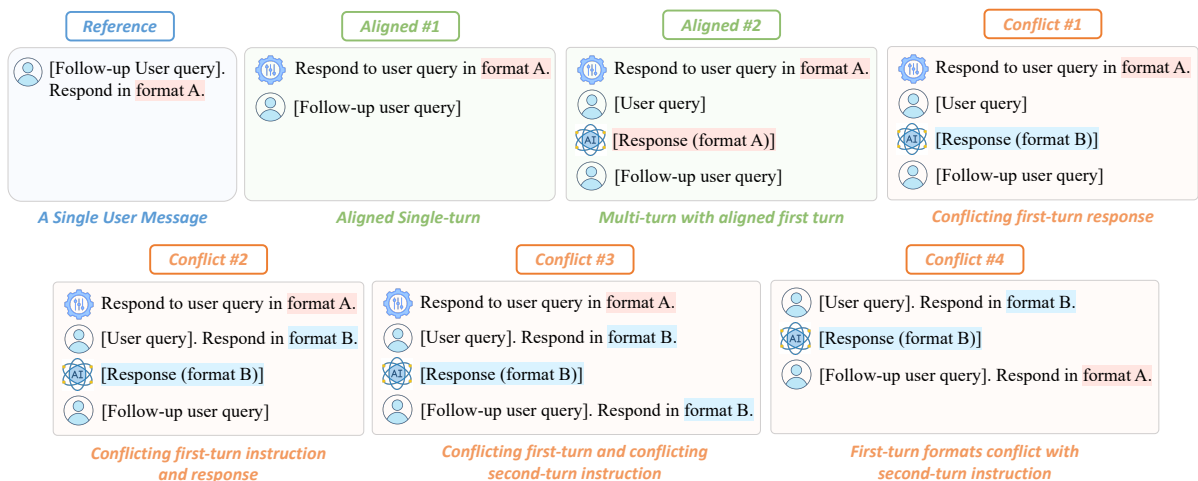 Reference
[Follow-up User query].
Respond in format A.
A Single User Message
Aligned #1
Respond to user query in format A.
[Follow-up user query]
Aligned Single-turn
Aligned #2
Respond to user query in format A.
[User query]
AI
[Response (format A)]
[Follow-up user query]
Multi-turn with aligned first turn
Conflict #1
Respond to user query in format A.
[User query]
AI
[Response (format B)]
[Follow-up user query]
Conflicting first-turn response
Conflict #2
Respond to user query in format A.
[User query]. Respond in format B.
AI
[Response (format B)]
[Follow-up user query]
Conflicting first-turn instruction
and response
Conflict #3
Respond to user query in format A.
[User query]. Respond in format B.
AI
[Response (format B)]
[Follow-up user query]. Respond in format B.
Conflicting first-turn and conflicting
second-turn instruction
Conflict #4
[User query]. Respond in format B.
AI
[Response (format B)]
[Follow-up user query]. Respond in format A.
First-turn formats conflict with
second-turn instruction